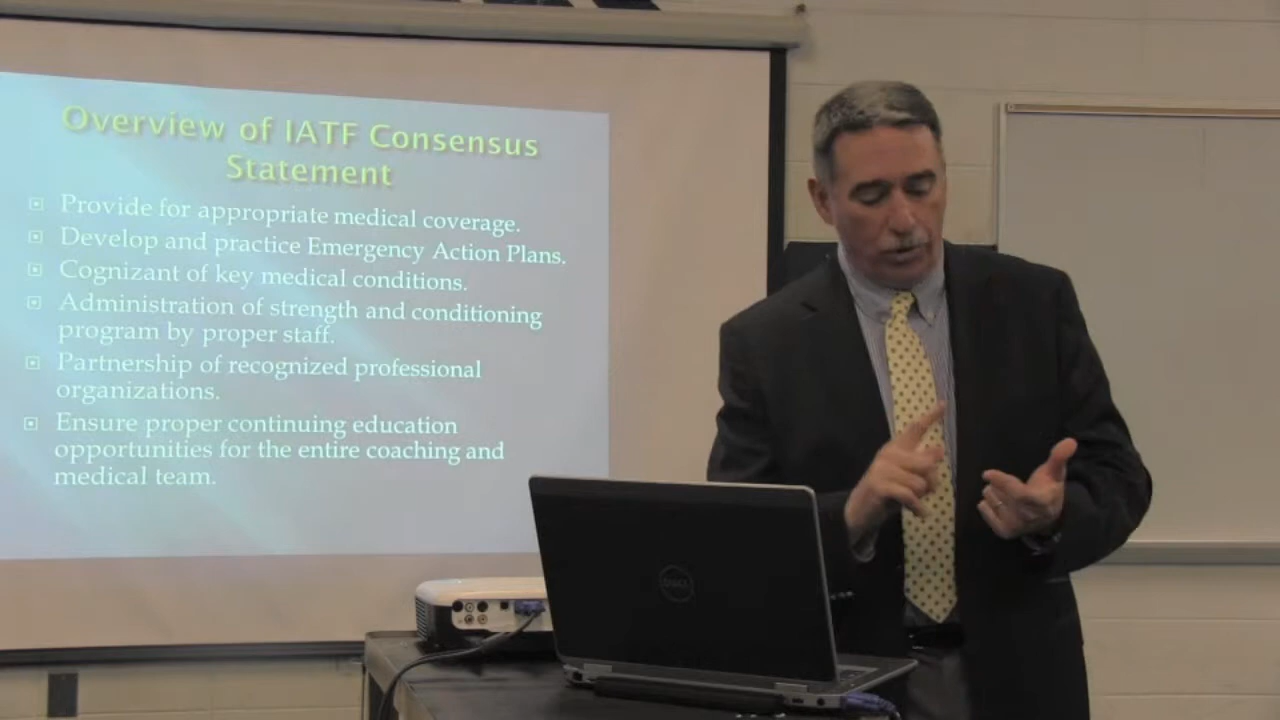 Overview of IATF Consensus
Statement
Provide for appropriate medical coverage.
Develop and practice Emergency Action Plans.
Cognizant of key medical conditions.
Administration of strength and conditioning
program by proper staff.
Partnership of recognized professional
organizations.
Ensure proper continuing education
opportunities for the entire coaching and
medical team.
DELL